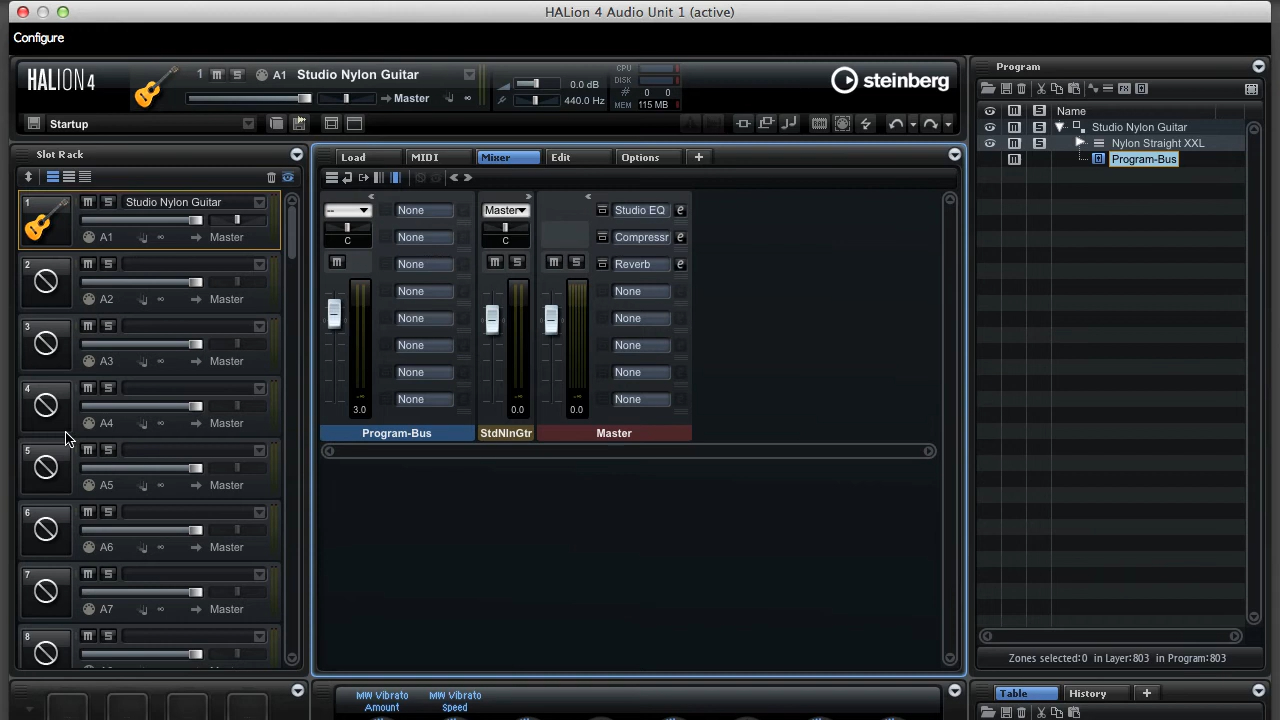 HALion 4 Audio Unit 1 (active)
Configure
HALION 4
1 m S A1 Studio Nylon Guitar
Master
0.0 dB
440.0 Hz
CPU
DISK
# 0 0
MEM 115 MB
steinberg
Startup
Slot Rack
1 m S Studio Nylon Guitar
A1 Master
2 m S
A2 Master
3 m S
A3 Master
4 m S
A4 Master
5 m S
A5 Master
6 m S
A6 Master
7 m S
A7 Master
8 m S
Load MIDI Mixer Edit Options +
-- None Master Studio EQ e
C None C Compressr e
m None m S m S Reverb e
None None
None None
None None
None None
None None
3.0 0.0 0.0
Program-Bus StdNlnGtr Master
MW Vibrato Amount
MW Vibrato Speed
Program
m S Name
m S Studio Nylon Guitar
m S Nylon Straight XXL
m Program-Bus
Zones selected:0 in Layer:803 in Program:803
Table History +